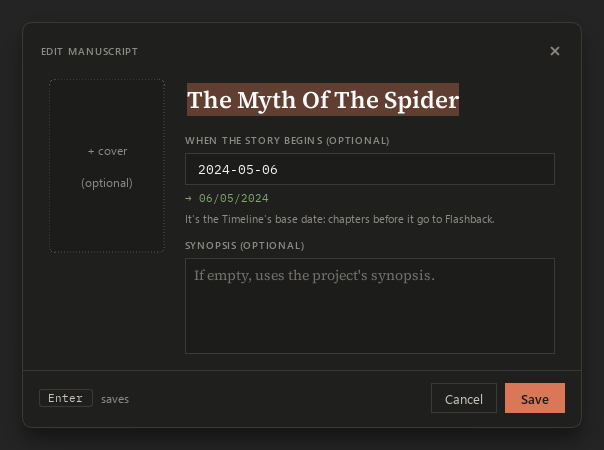 EDIT MANUSCRIPT
×
+ cover
(optional)
The Myth Of The Spider
WHEN THE STORY BEGINS (OPTIONAL)
2024-05-06
→ 06/05/2024
It's the Timeline's base date: chapters before it go to Flashback.
SYNOPSIS (OPTIONAL)
If empty, uses the project's synopsis.
Enter saves
Cancel
Save